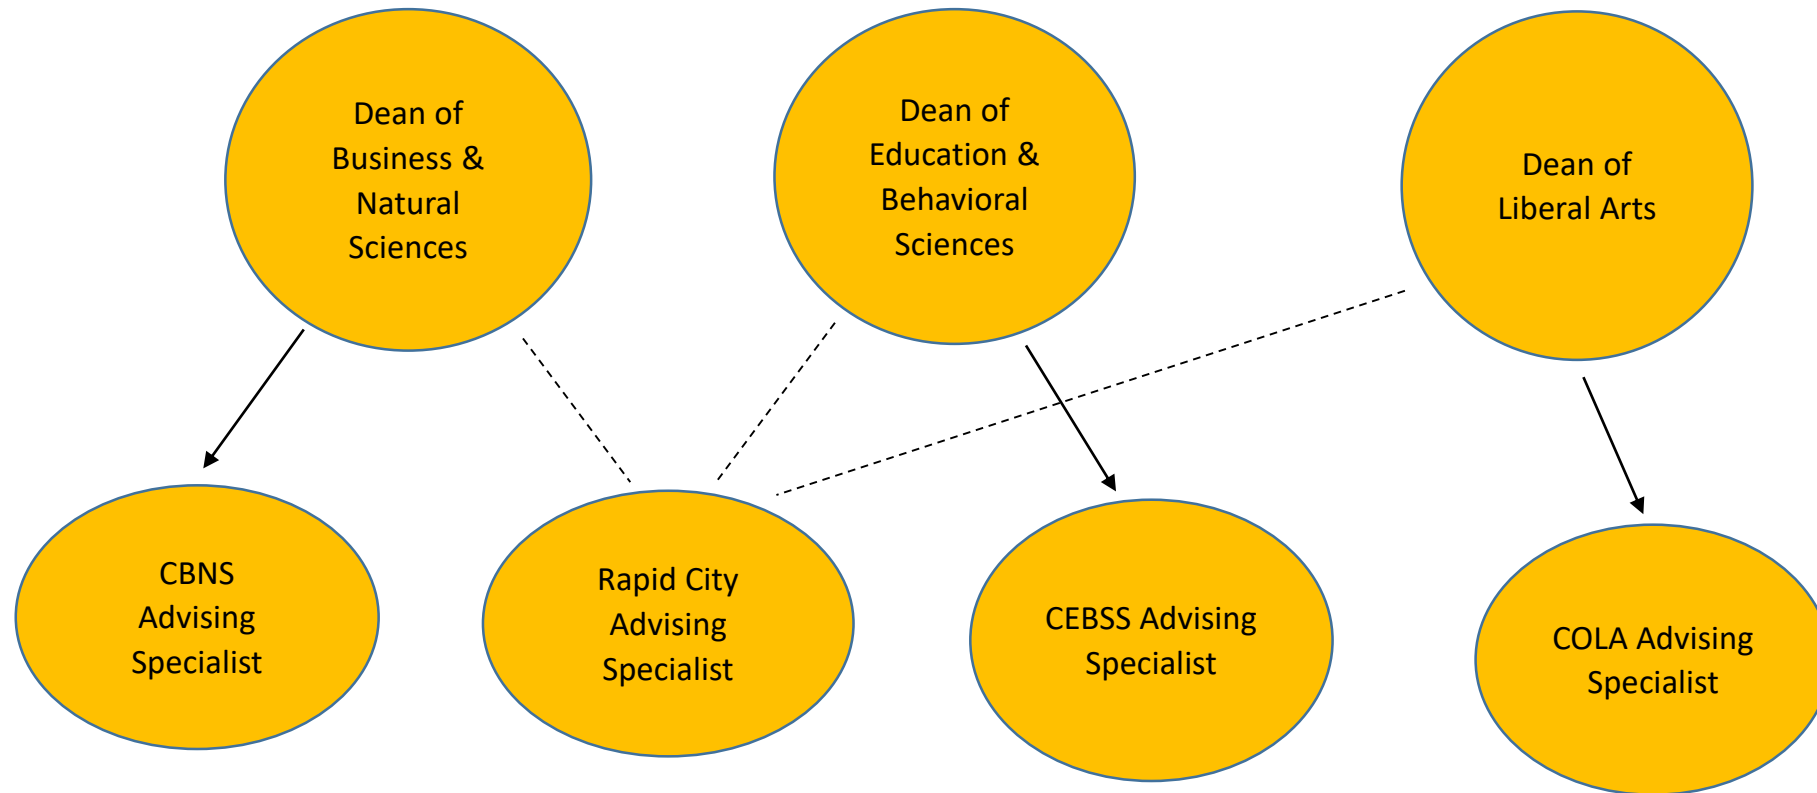 Dean of
Business &
Natural
Sciences
Dean of
Education &
Behavioral
Sciences
Dean of
Liberal Arts
CBNS
Advising
Specialist
Rapid City
Advising
Specialist
CEBSS Advising
Specialist
COLA Advising
Specialist